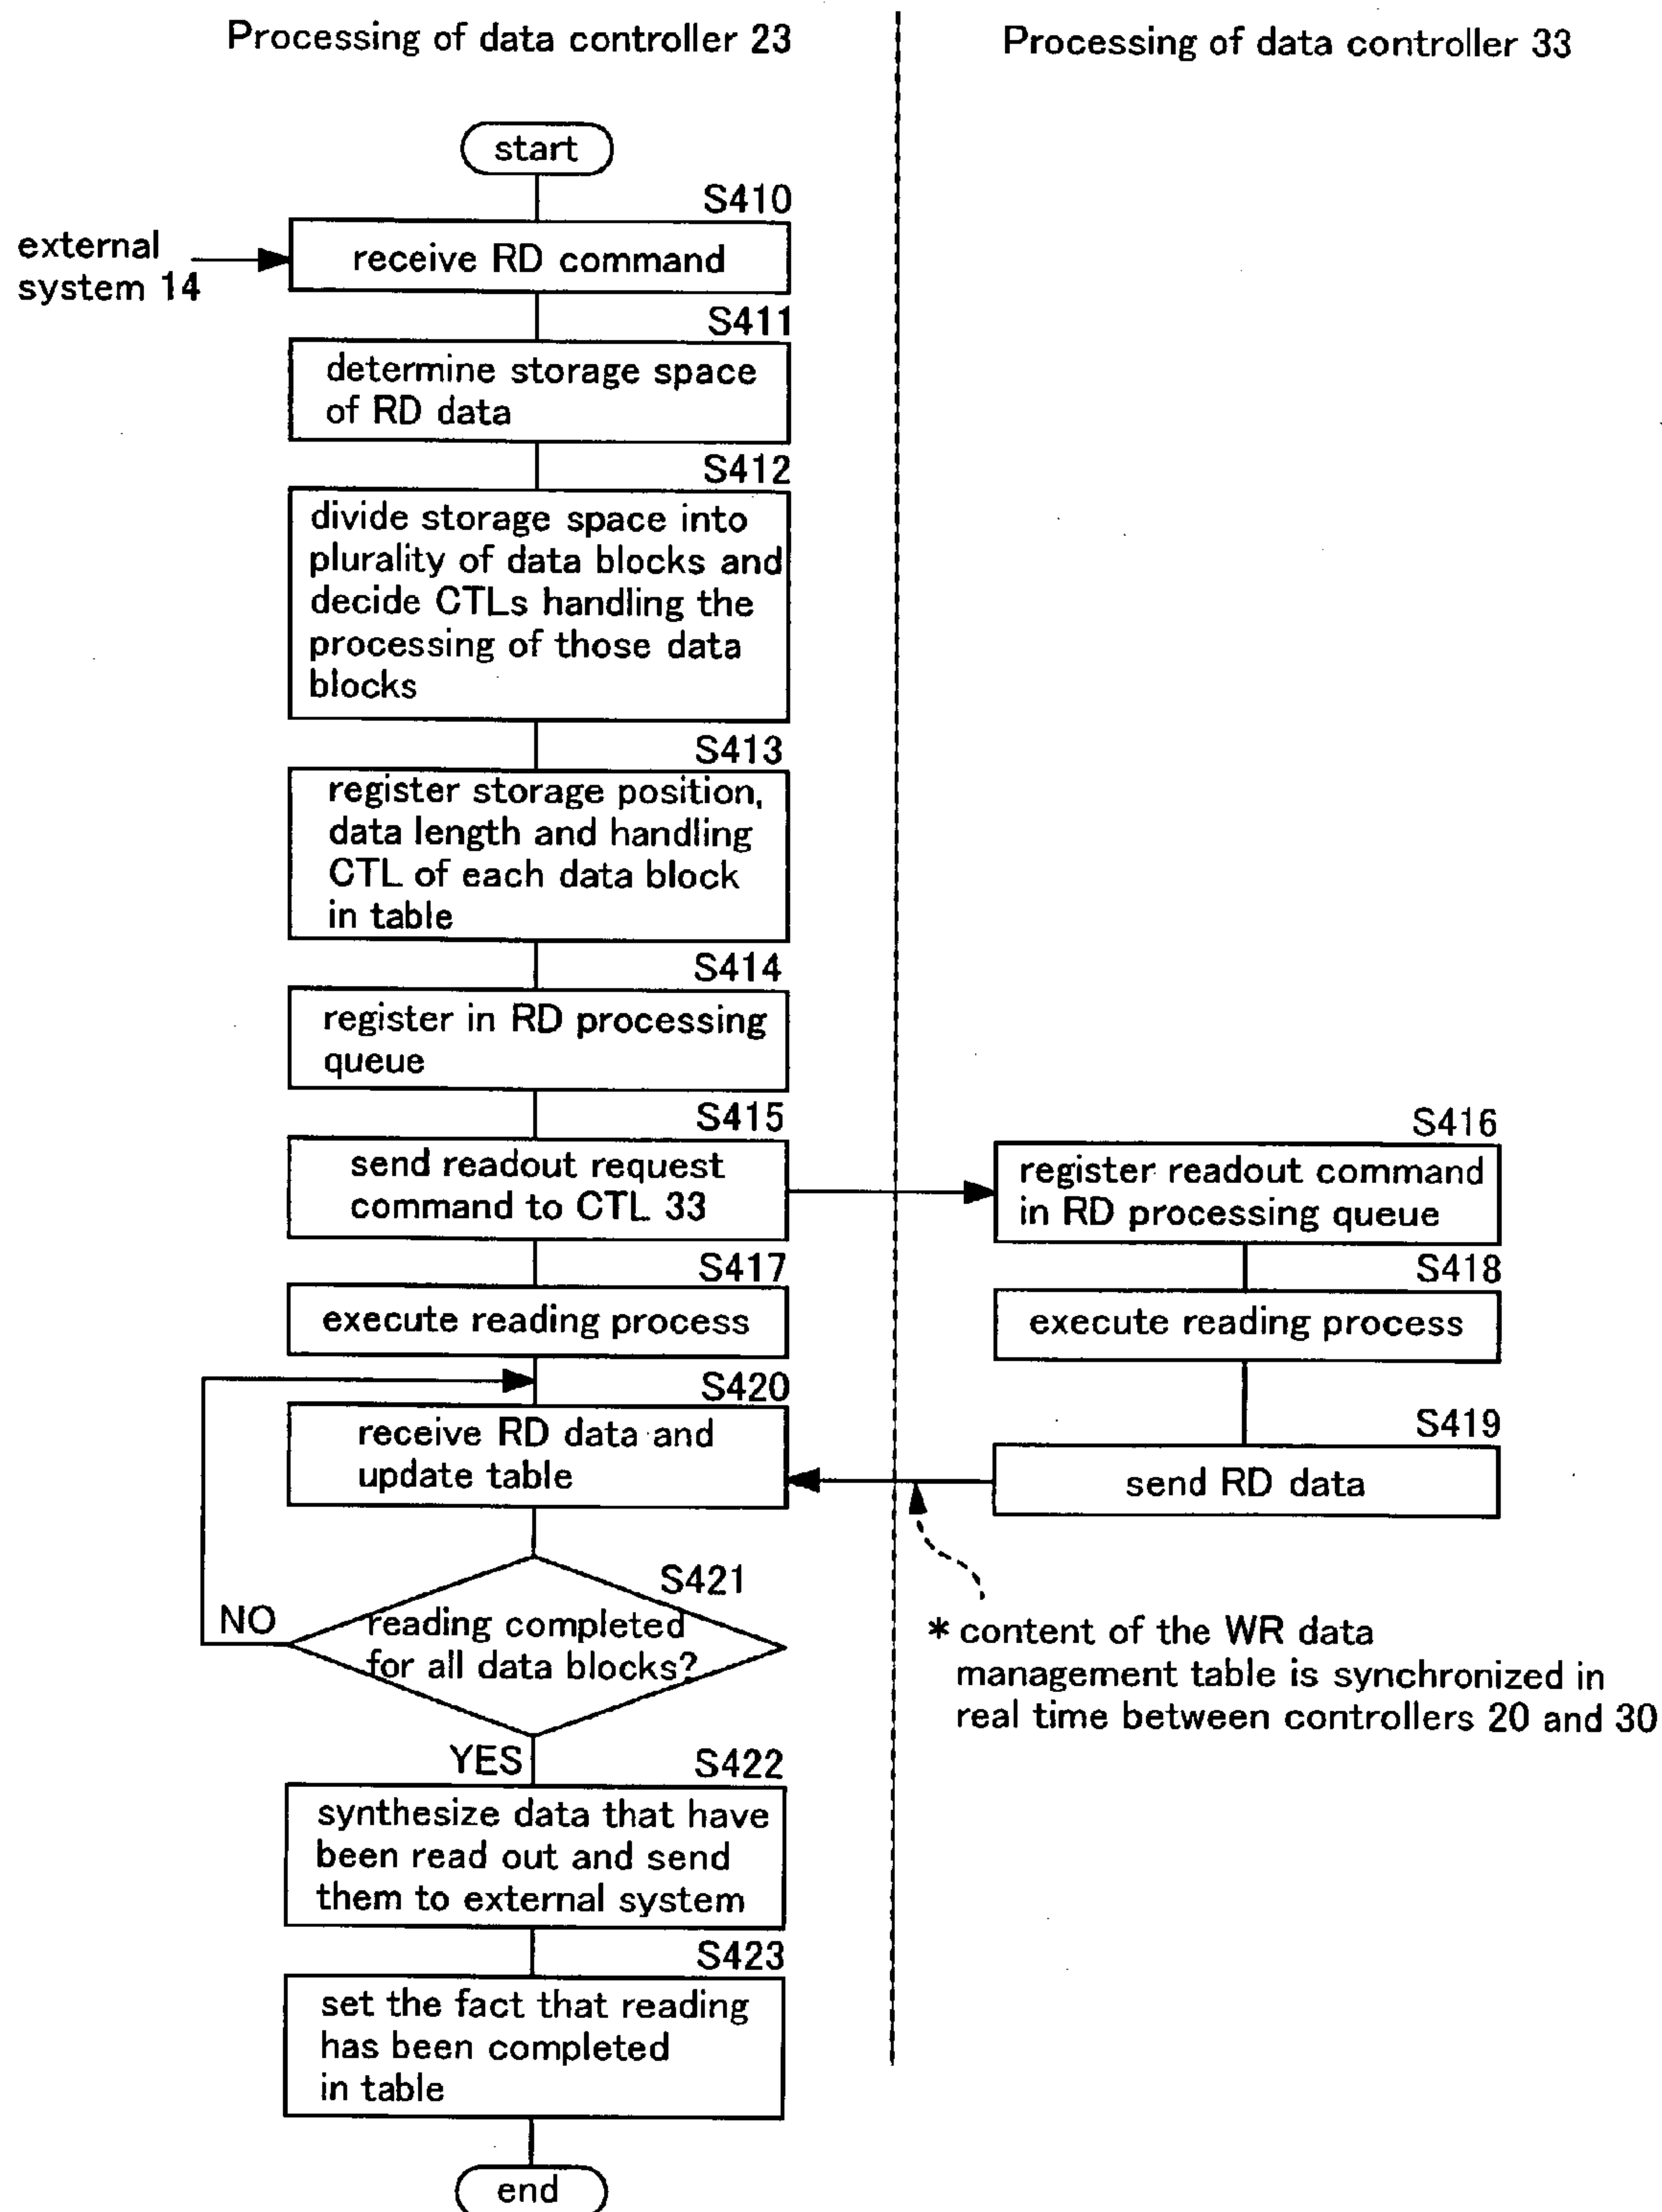 Processing of data controller 23
Processing of data controller 33
start
S410
external
system 14
receive RD command
S411
determine storage space
of RD data
S412
divide storage space into
plurality of data blocks and
decide CTLs handling the
processing of those data
blocks
S413
register storage position,
data length and handling
CTL of each data block
in table
S414
register in RD processing
queue
S415
send readout request
command to CTL 33
S416
register readout command
in RD processing queue
S417
execute reading process
S418
execute reading process
S420
receive RD data and
update table
S419
send RD data
S421
reading completed
for all data blocks?
NO
* content of the WR data
management table is synchronized in
real time between controllers 20 and 30
YES
S422
synthesize data that have
been read out and send
them to external system
S423
set the fact that reading
has been completed
in table
end